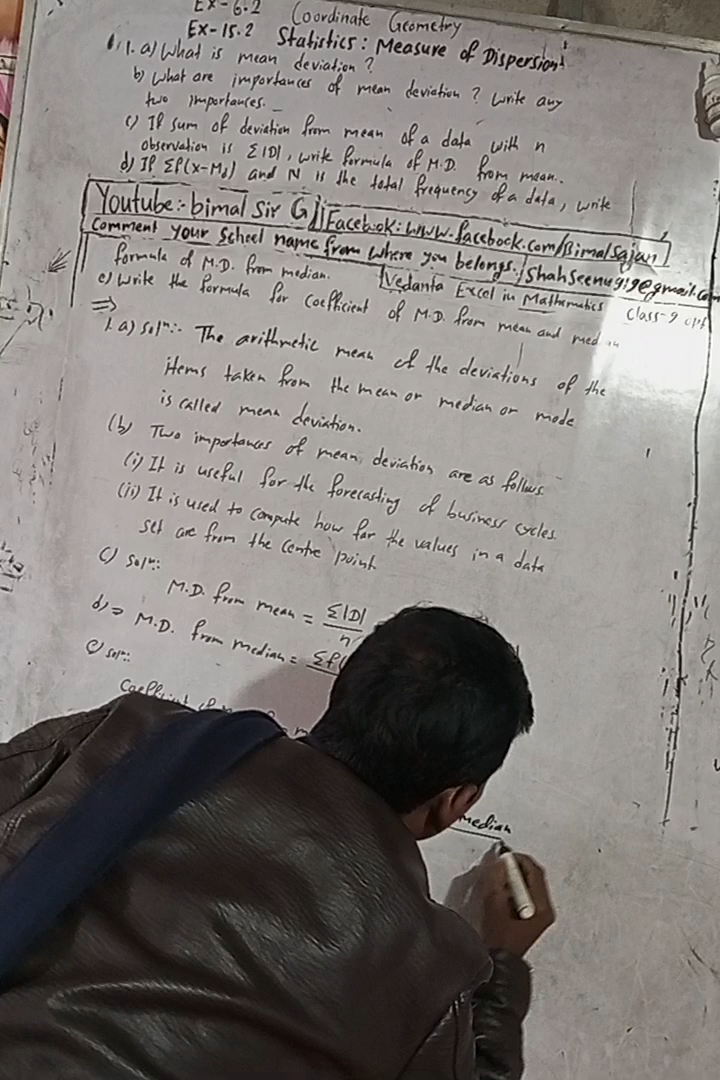 Ex-6.2 Coordinate Geometry
Ex-15.2 Statistics: Measure of Dispersion
1. a) What is mean deviation?
b) What are importances of mean deviation? Write any
two importances.
c) If sum of deviation from mean of a data with n
observation is Σ|D|, write formula of M.D. from mean.
d) If Σf(x-Md) and N is the total frequency of a data, write
Youtube:- bimal Sir G
Facebook: www.facebook.com/Bimalsajan
Comment your School name from where you belongs. / Shahseenu
gmail.com
formula of M.D. from median.
Vedanta Excel in Mathematics Class-9
e) Write the formula for coefficient of M.D. from mean and median
⇒
1. a) Solⁿ:- The arithmetic mean of the deviations of the
items taken from the mean or median or mode
is called mean deviation.
(b) Two importances of mean deviation are as follows
(i) It is useful for the forecasting of business cycles.
(ii) It is used to compute how far the values in a data
set are from the centre point.
c) Solⁿ:
M.D. from mean = Σ|D|/n
d) ⇒ M.D. from median = Σf(
e) Solⁿ:
median